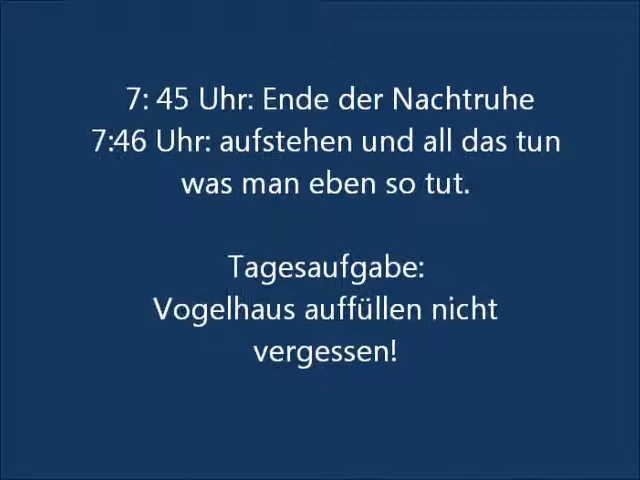 7: 45 Uhr: Ende der Nachtruhe
7:46 Uhr: aufstehen und all das tun
was man eben so tut.
Tagesaufgabe:
Vogelhaus auffüllen nicht
vergessen!